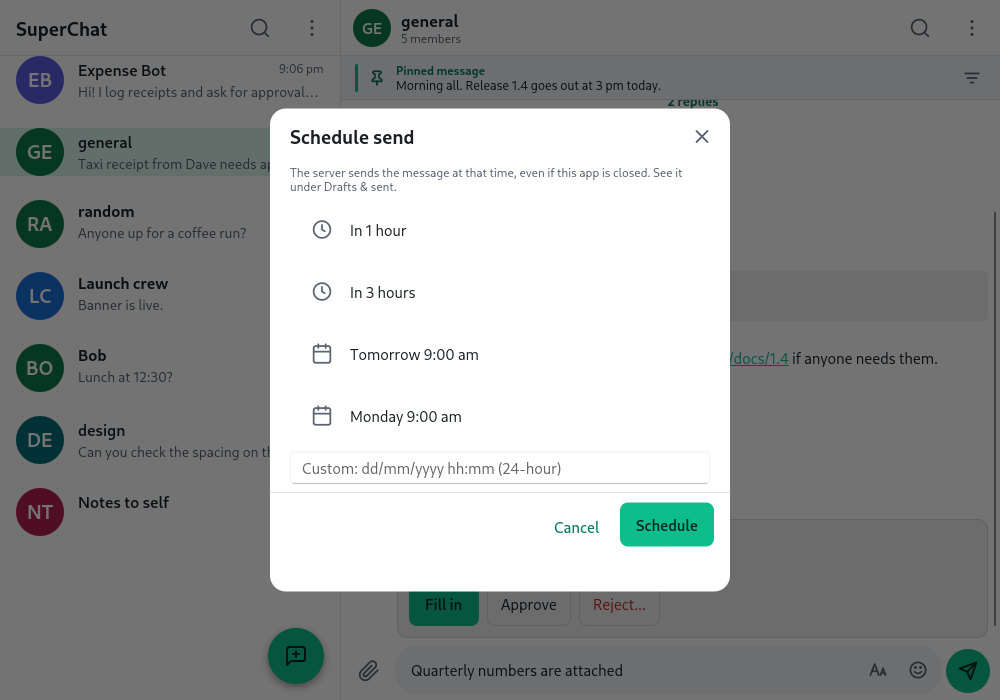 SuperChat
EB
Expense Bot
9:06 pm
Hi! I log receipts and ask for approval…
GE
general
Taxi receipt from Dave needs ap
RA
random
Anyone up for a coffee run?
LC
Launch crew
Banner is live.
BO
Bob
Lunch at 12:30?
DE
design
Can you check the spacing on th
NT
Notes to self
GE
general
5 members
Pinned message
Morning all. Release 1.4 goes out at 3 pm today.
2 replies
/docs/1.4 if anyone needs them.
Schedule send
The server sends the message at that time, even if this app is closed. See it
under Drafts & sent.
In 1 hour
In 3 hours
Tomorrow 9:00 am
Monday 9:00 am
Custom: dd/mm/yyyy hh:mm (24-hour)
Cancel
Schedule
Fill in
Approve
Reject...
Quarterly numbers are attached